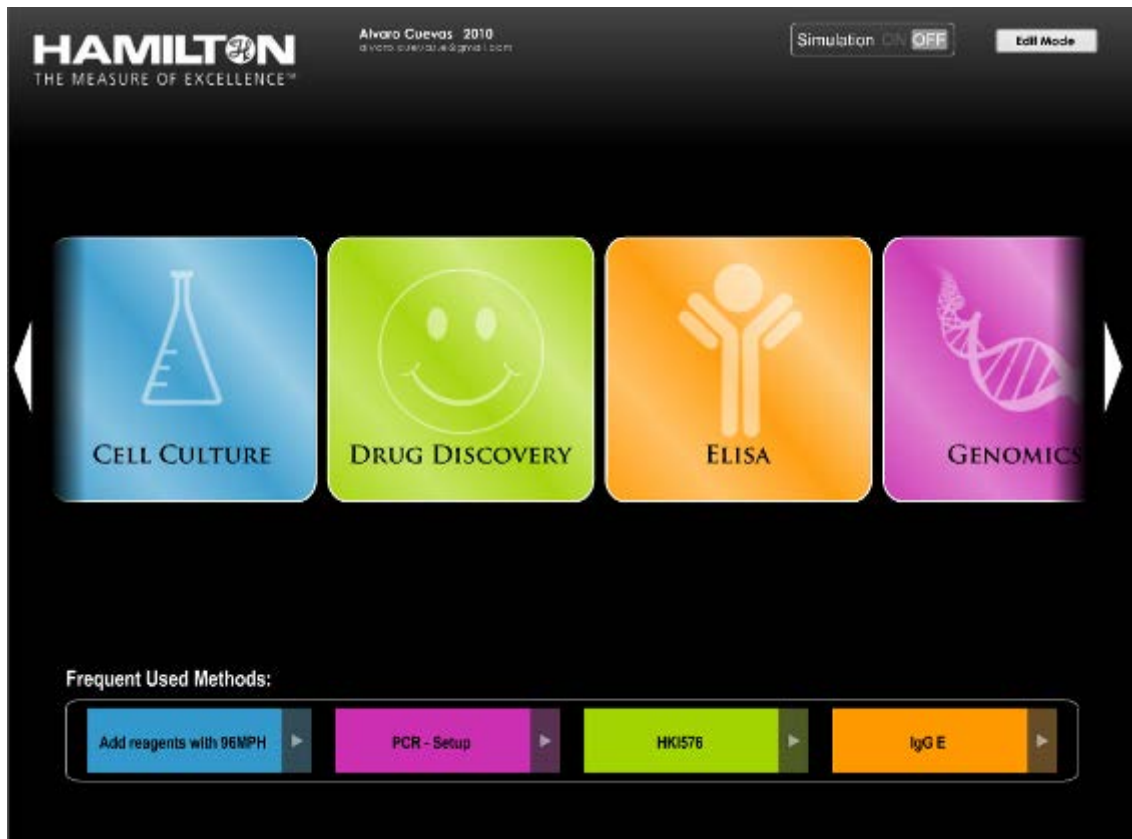 HAMILTON
THE MEASURE OF EXCELLENCE™
Alvaro Cuevas 2010
Simulation ON OFF
Edit Mode
CELL CULTURE
DRUG DISCOVERY
ELISA
GENOMICS
Frequent Used Methods:
Add reagents with 96MPH
PCR - Setup
HKI576
IgG E